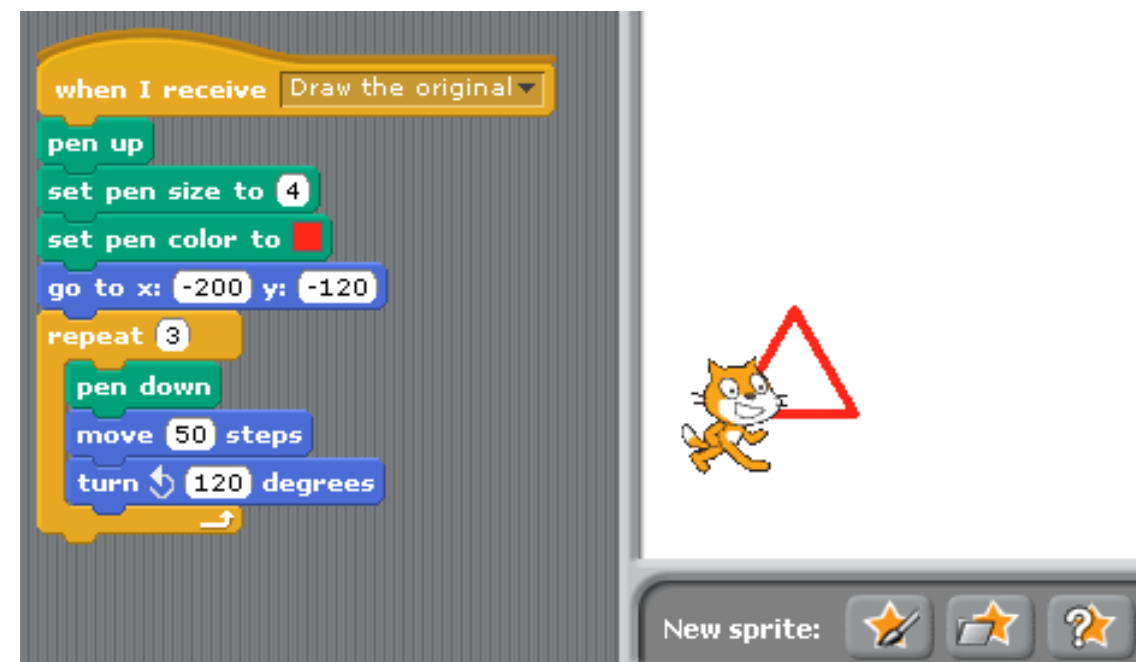 when I receive Draw the original
pen up
set pen size to 4
set pen color to
go to x: -200 y: -120
repeat 3
pen down
move 50 steps
turn 120 degrees
New sprite: